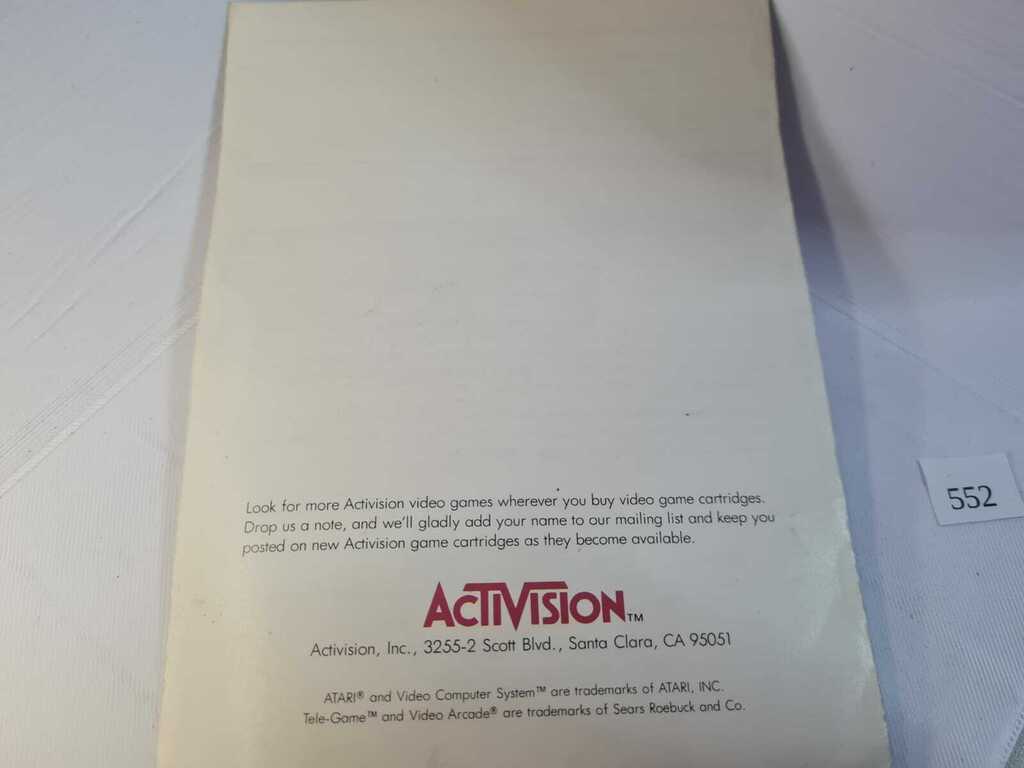 Look for more Activision video games wherever you buy video game cartridges.
Drop us a note, and we'll gladly add your name to our mailing list and keep you
posted on new Activision game cartridges as they become available.
ACTIVISION™
Activision, Inc., 3255-2 Scott Blvd., Santa Clara, CA 95051
ATARI® and Video Computer System™ are trademarks of ATARI, INC.
Tele-Game™ and Video Arcade® are trademarks of Sears Roebuck and Co.
552